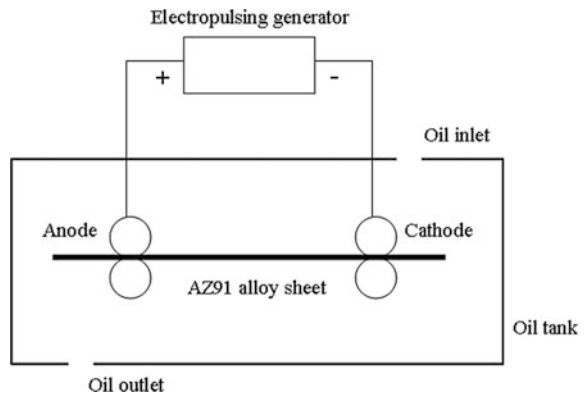 Electropulsing generator
+ -
Oil inlet
Anode
Cathode
AZ91 alloy sheet
Oil tank
Oil outlet